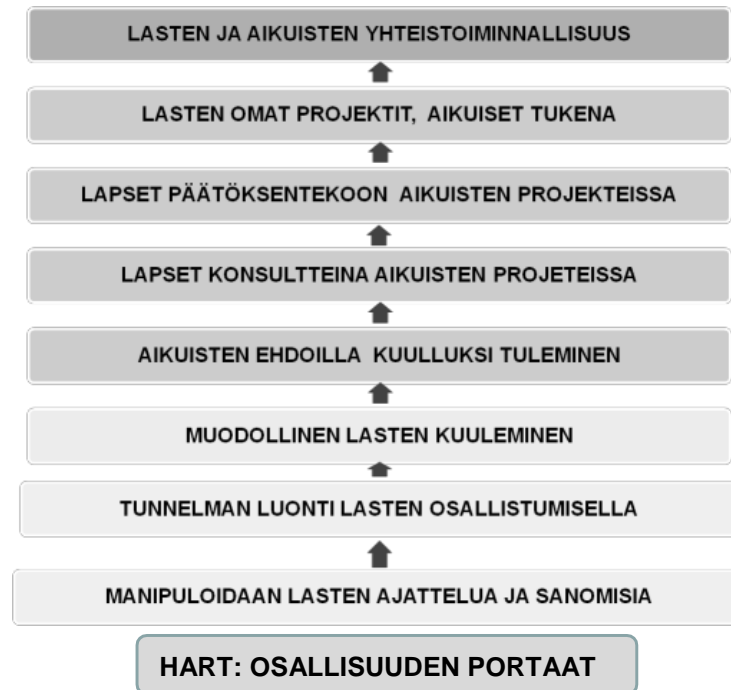 LASTEN JA AIKUISTEN YHTEISTOIMINNALLISUUS
LASTEN OMAT PROJEKTIT, AIKUISET TUKENA
LAPSET PÄÄTÖKSENTEKOON AIKUISTEN PROJEKTEISSA
LAPSET KONSULTTEINA AIKUISTEN PROJETEISSA
AIKUISTEN EHDOILLA KUULLUKSI TULEMINEN
MUODOLLINEN LASTEN KUULEMINEN
TUNNELMAN LUONTI LASTEN OSALLISTUMISELLA
MANIPULOIDAAN LASTEN AJATTELUA JA SANOMISIA
HART: OSALLISUUDEN PORTAAT